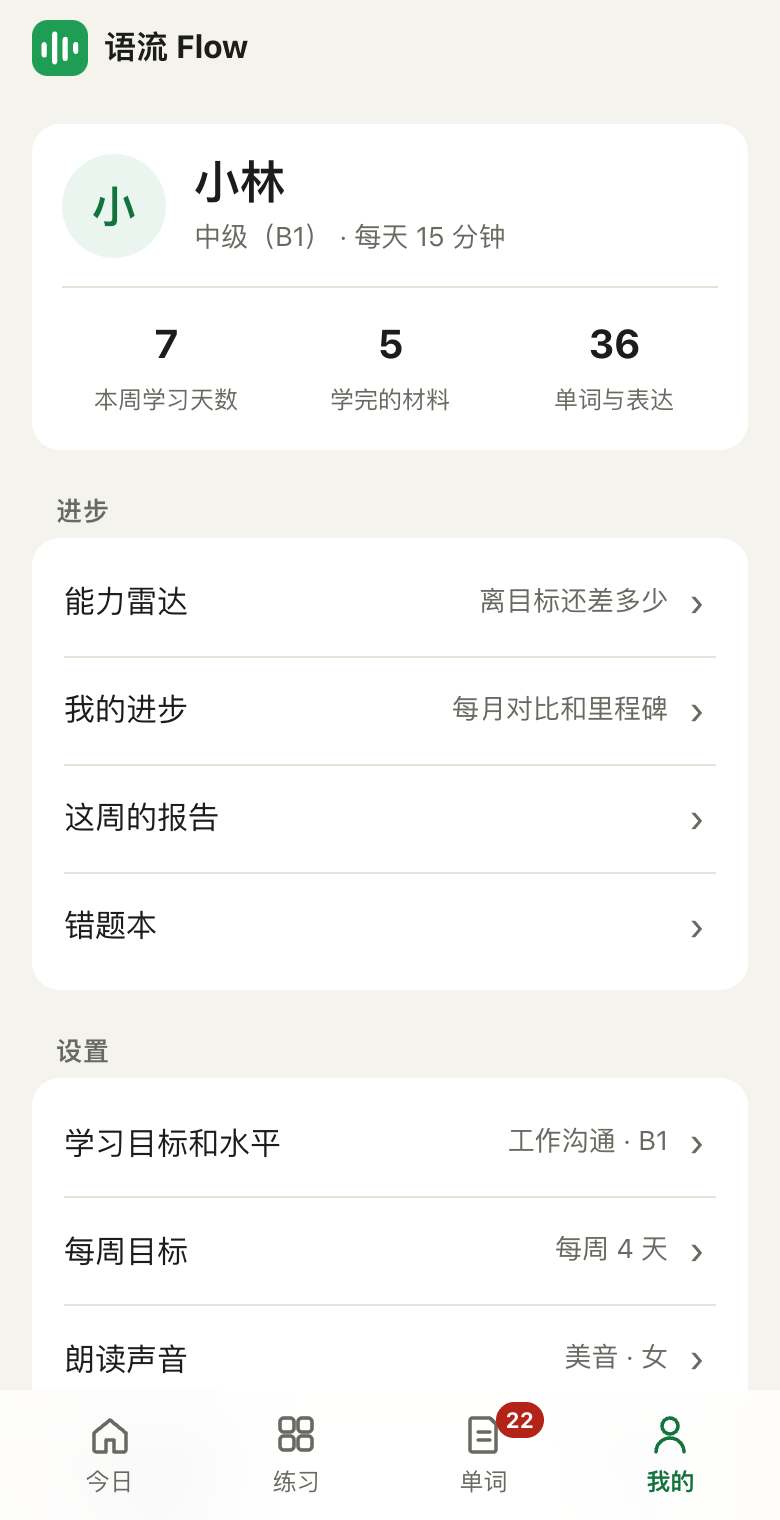 语流 Flow
小
小林
中级（B1） · 每天 15 分钟
7 5 36
本周学习天数 学完的材料 单词与表达
进步
能力雷达 离目标还差多少 ›
我的进步 每月对比和里程碑 ›
这周的报告 ›
错题本 ›
设置
学习目标和水平 工作沟通 · B1 ›
每周目标 每周 4 天 ›
朗读声音 美音 · 女 ›
22
今日 练习 单词 我的